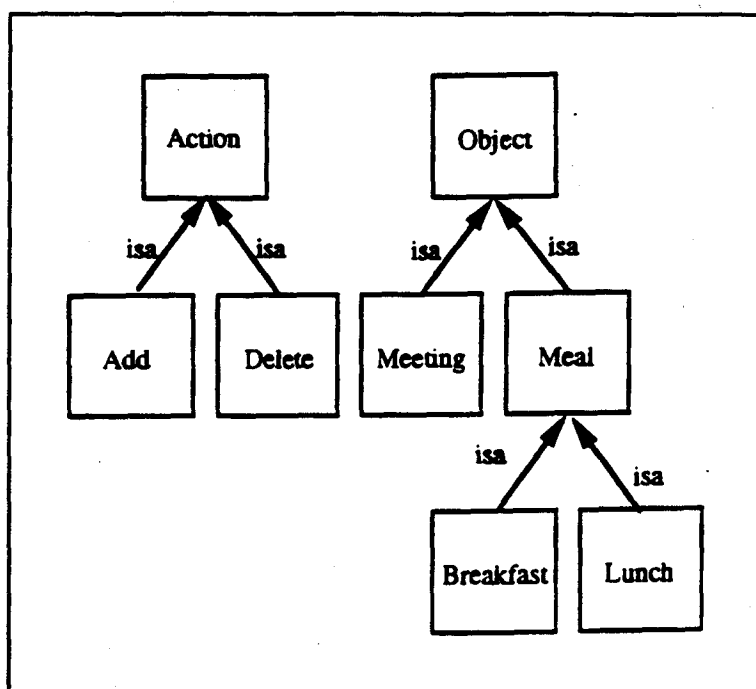 Action Object
isa isa isa isa
Add Delete Meeting Meal
isa isa
Breakfast Lunch